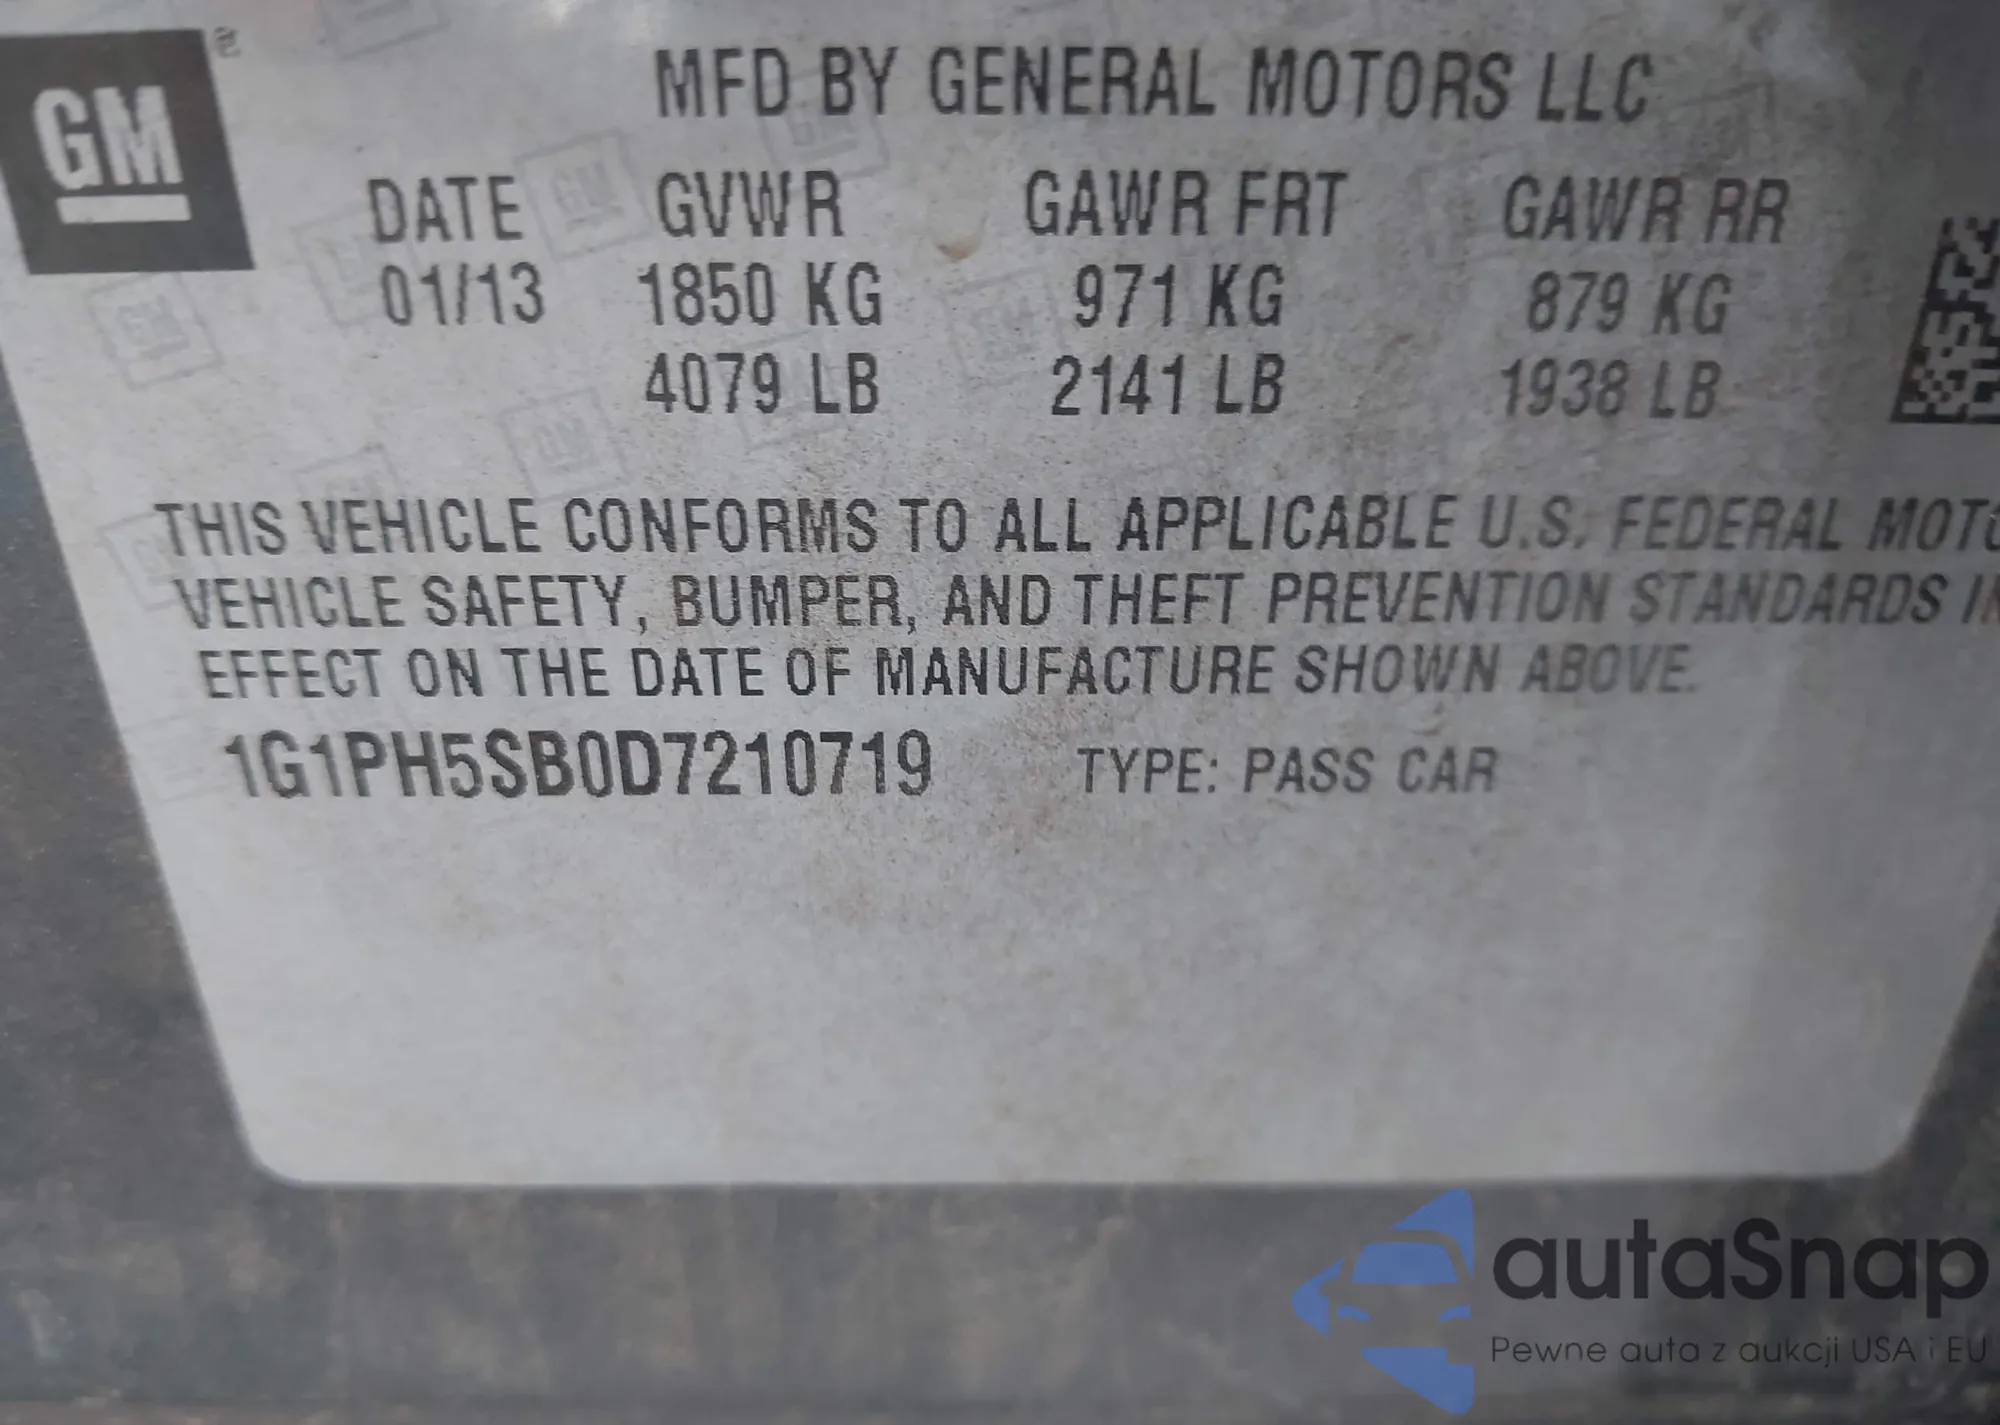 GM
MFD BY GENERAL MOTORS LLC
DATE GVWR GAWR FRT GAWR RR
01/13 1850 KG 971 KG 879 KG
4079 LB 2141 LB 1938 LB
THIS VEHICLE CONFORMS TO ALL APPLICABLE U.S. FEDERAL MOTO
VEHICLE SAFETY, BUMPER, AND THEFT PREVENTION STANDARDS IN
EFFECT ON THE DATE OF MANUFACTURE SHOWN ABOVE.
1G1PH5SB0D7210719 TYPE: PASS CAR
autaSnap
Pewne auta z aukcji USA i EU